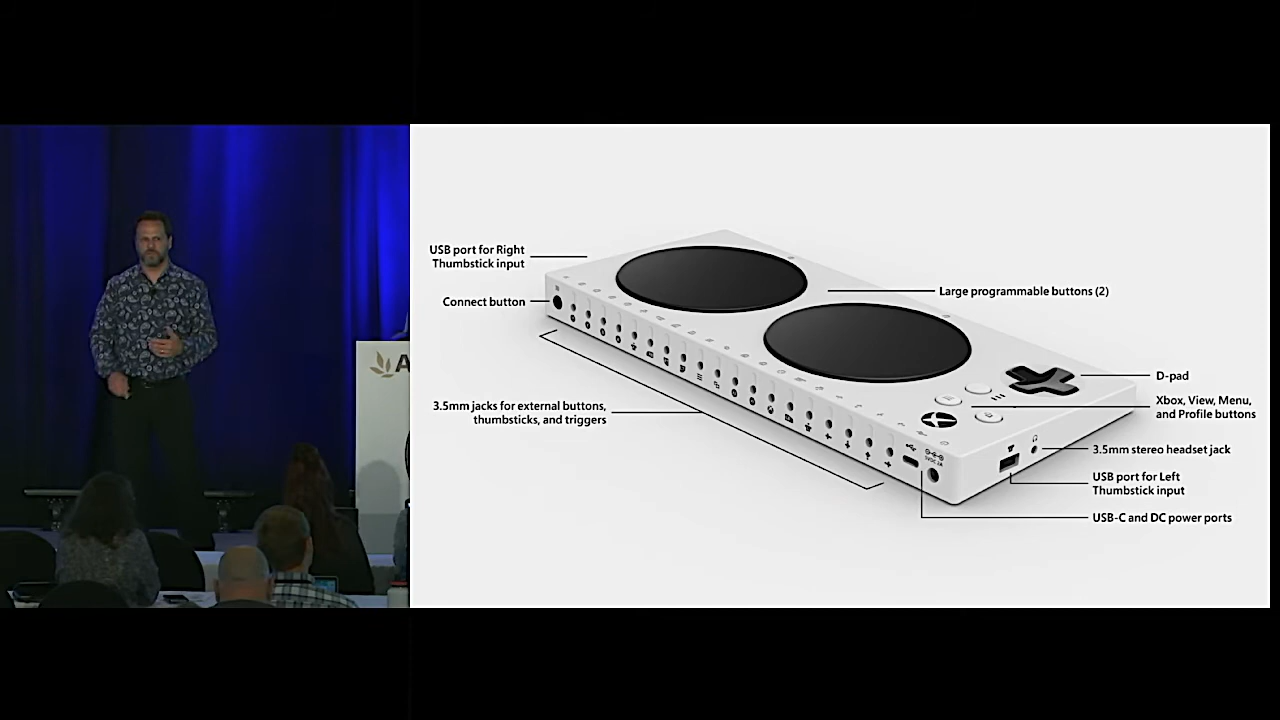 USB port for Right
Thumbstick input
Connect button
Large programmable buttons (2)
D-pad
Xbox, View, Menu,
and Profile buttons
3.5mm jacks for external buttons,
thumbsticks, and triggers
3.5mm stereo headset jack
USB port for Left
Thumbstick input
USB-C and DC power ports
A